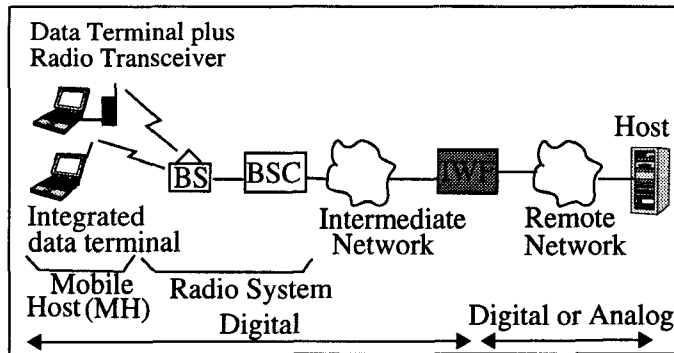 Data Terminal plus
Radio Transceiver
Host
BS
BSC
IWF
Integrated
data terminal
Intermediate
Network
Remote
Network
Mobile
Host (MH)
Radio System
Digital
Digital or Analog